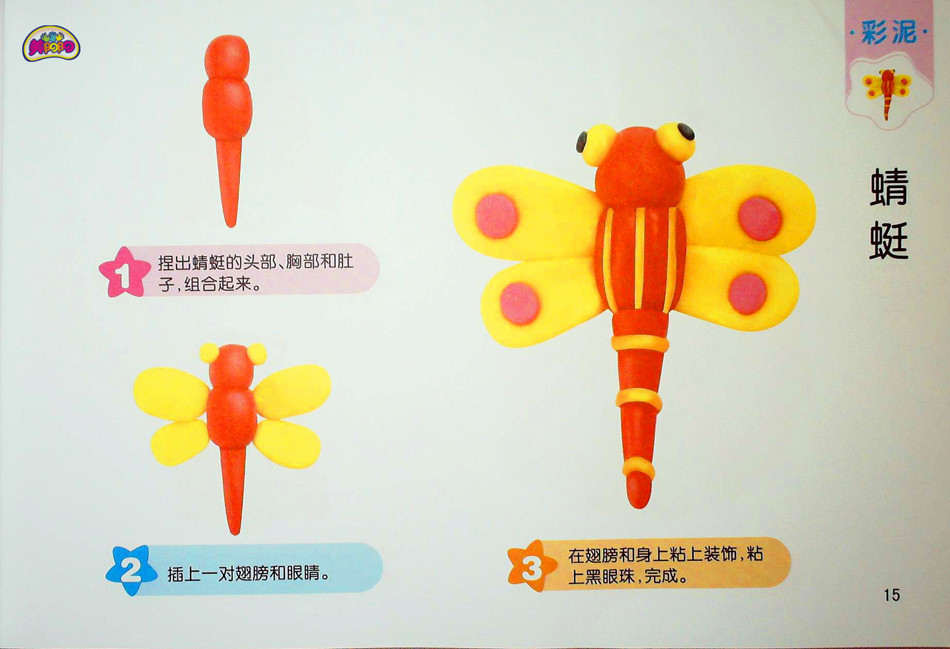 彩泥
蜻蜓
1
捏出蜻蜓的头部、胸部和肚
子,组合起来。
2
插上一对翅膀和眼睛。
3
在翅膀和身上粘上装饰,粘
上黑眼珠,完成。
15